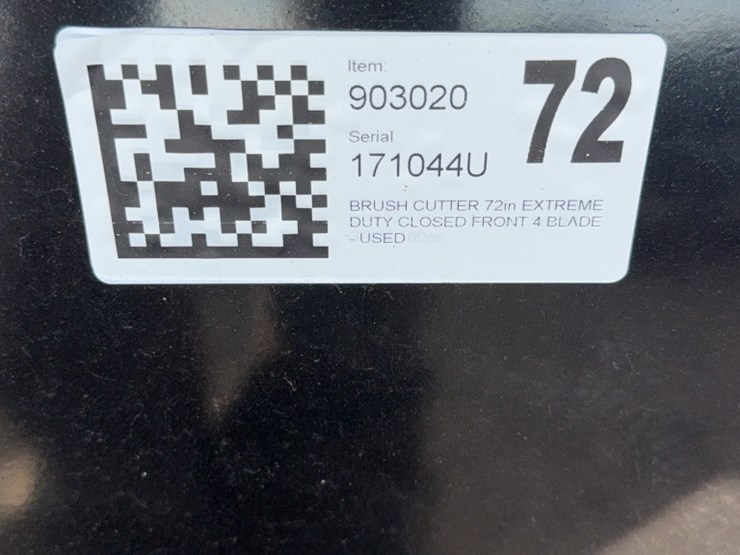 Item:
903020
72
Serial
171044U
BRUSH CUTTER 72in EXTREME
DUTY CLOSED FRONT 4 BLADE
- USED